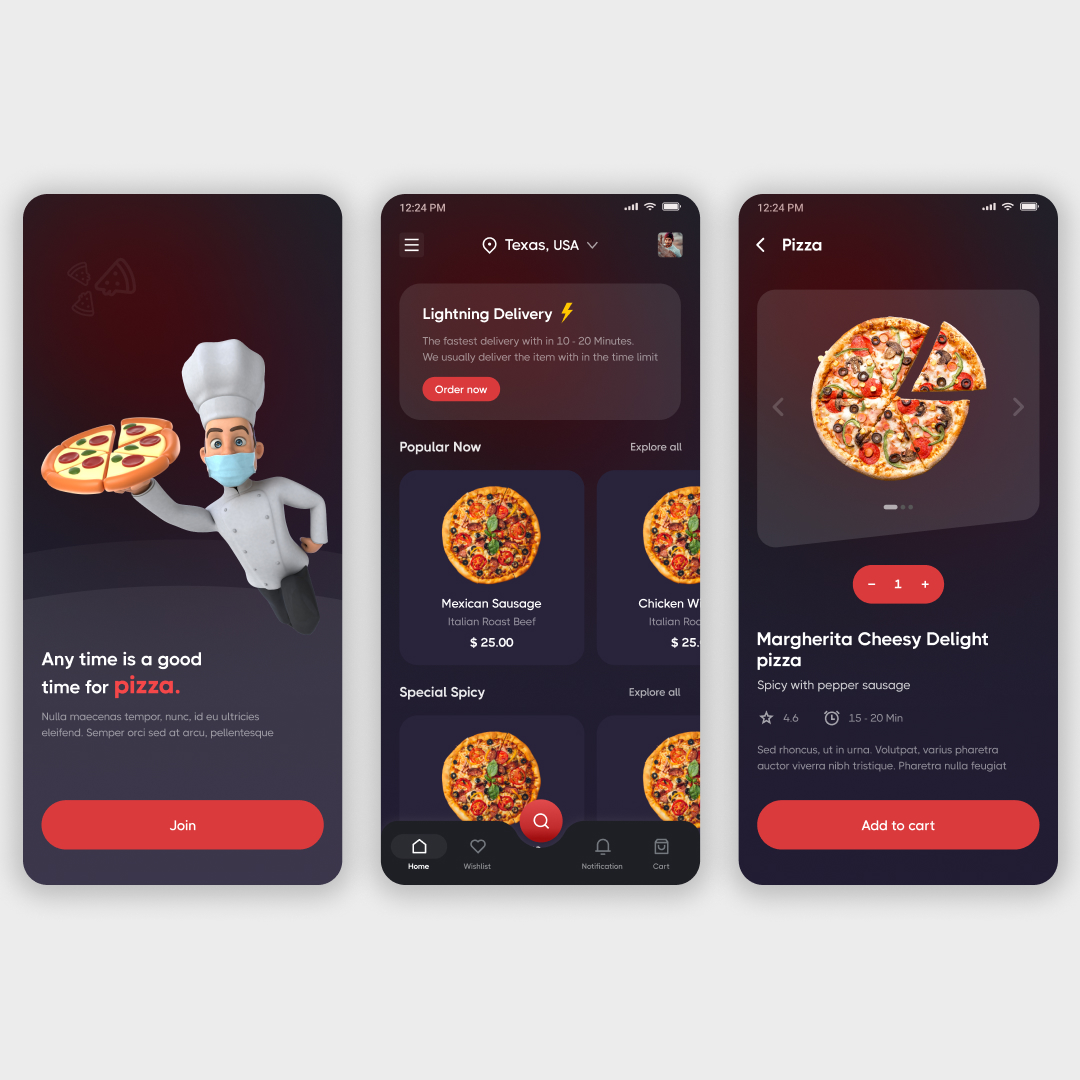 Any time is a good
time for pizza.
Nulla maecenas tempor, nunc, id eu ultricies
eleifend. Semper orci sed at arcu, pellentesque
Join
12:24 PM
Texas, USA
Lightning Delivery
The fastest delivery with in 10 - 20 Minutes.
We usually deliver the item with in the time limit
Order now
Popular Now
Explore all
Mexican Sausage
Italian Roast Beef
$ 25.00
Chicken Wi
Italian Roa
$ 25.
Special Spicy
Explore all
Home
Wishlist
Notification
Cart
12:24 PM
Pizza
− 1 +
Margherita Cheesy Delight
pizza
Spicy with pepper sausage
4.6
15 - 20 Min
Sed rhoncus, ut in urna. Volutpat, varius pharetra
auctor viverra nibh tristique. Pharetra nulla feugiat
Add to cart